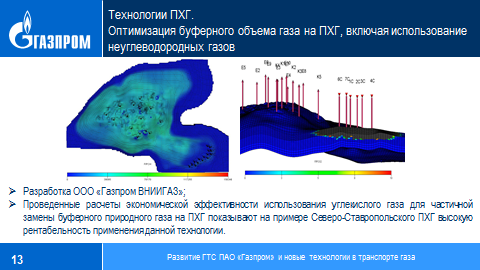 ГАЗПРОМ
Технологии ПХГ.
Оптимизация буферного объема газа на ПХГ, включая использование
неуглеводородных газов
➢ Разработка ООО «Газпром ВНИИГАЗ»;
➢ Проведенные расчеты экономической эффективности использования углекислого газа для частичной
замены буферного природного газа на ПХГ показывают на примере Северо-Ставропольского ПХГ высокую
рентабельность применения данной технологии.
13
Развитие ГТС ПАО «Газпром» и новые технологии в транспорте газа